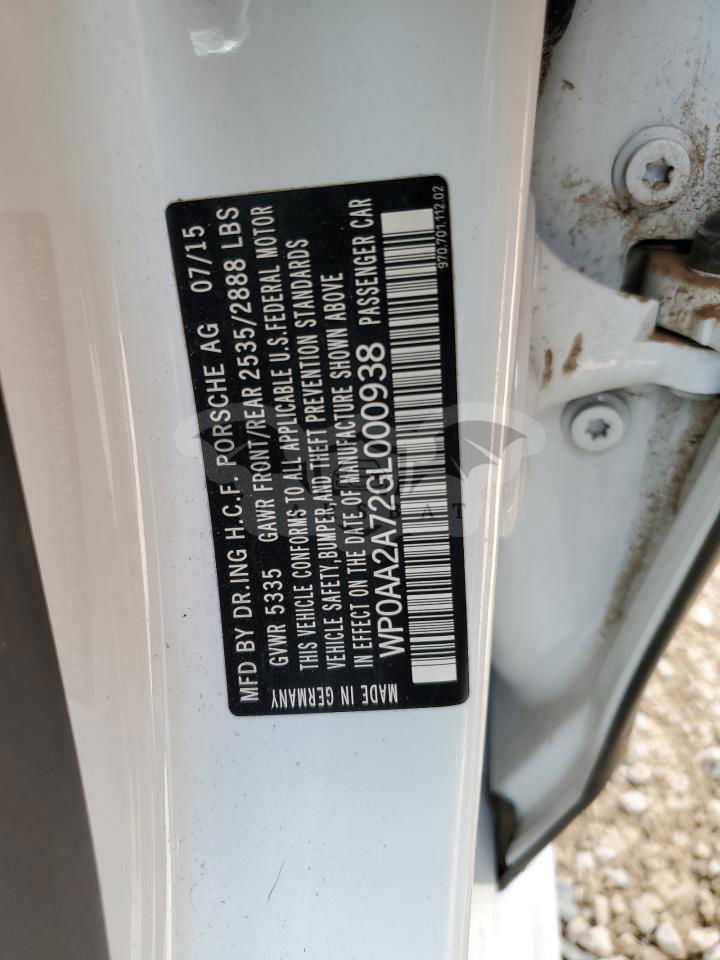 MFD BY DR.ING H.C.F. PORSCHE AG 07/15
GVWR 5335 GAWR FRONT/REAR 2535/2888 LBS
THIS VEHICLE CONFORMS TO ALL APPLICABLE U.S.FEDERAL MOTOR
VEHICLE SAFETY,BUMPER,AND THEFT PREVENTION STANDARDS
IN EFFECT ON THE DATE OF MANUFACTURE SHOWN ABOVE
WP0AA2A72GL000938 PASSENGER CAR
MADE IN GERMANY
970.701.112.02